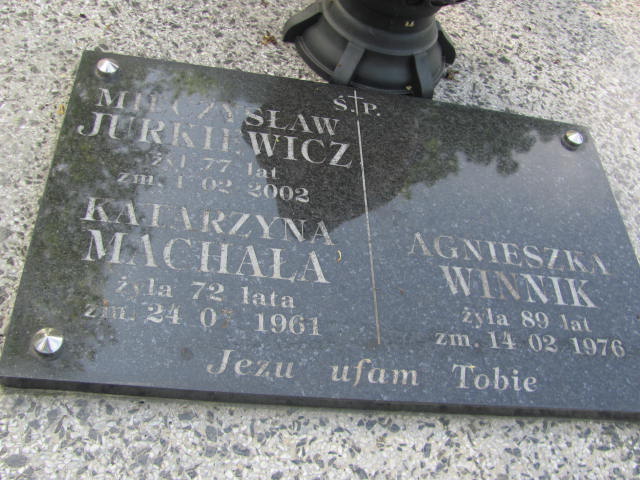 Ś.P.
MIECZYSŁAW
JURKIEWICZ
żył 77 lat
zm. 1 02 2002
KATARZYNA
MACHAŁA
żyła 72 lata
zm. 24 1961
AGNIESZKA
WINNIK
żyła 89 lat
zm. 14 02 1976
Jezu ufam Tobie